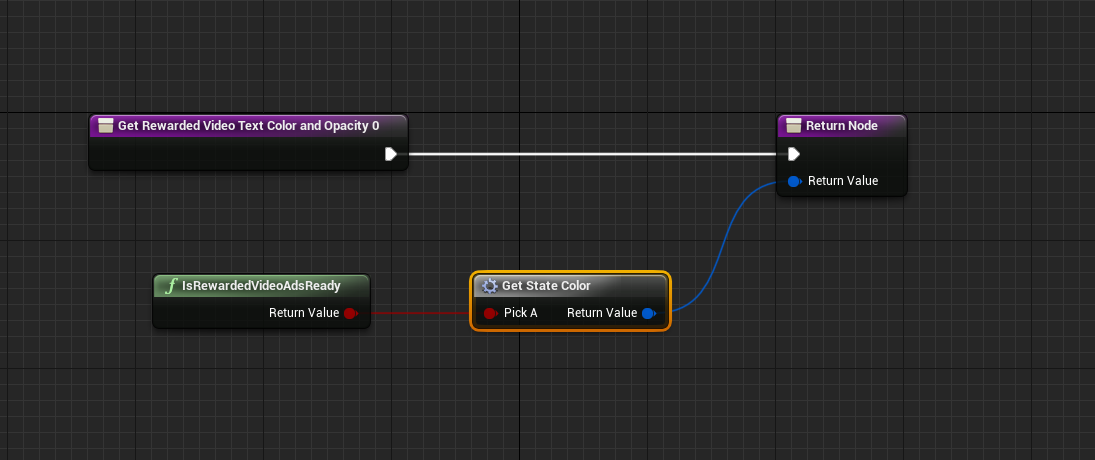 Get Rewarded Video Text Color and Opacity 0
Return Node
Return Value
f IsRewardedVideoAdsReady
Return Value
Get State Color
Pick A Return Value